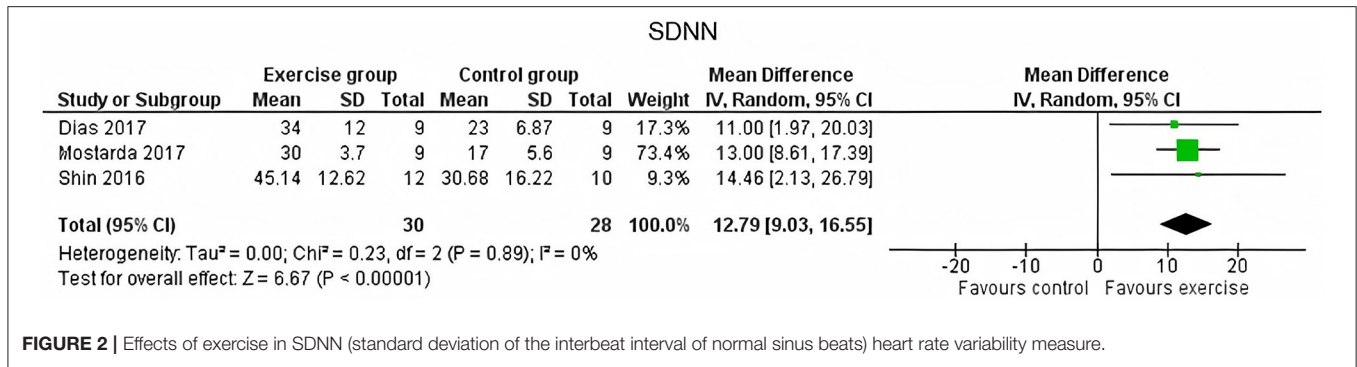 SDNN
Exercise group Control group Mean Difference Mean Difference
Study or Subgroup Mean SD Total Mean SD Total Weight IV, Random, 95% CI IV, Random, 95% CI
Dias 2017 34 12 9 23 6.87 9 17.3% 11.00 [1.97, 20.03]
Mostarda 2017 30 3.7 9 17 5.6 9 73.4% 13.00 [8.61, 17.39]
Shin 2016 45.14 12.62 12 30.68 16.22 10 9.3% 14.46 [2.13, 26.79]
Total (95% CI) 30 28 100.0% 12.79 [9.03, 16.55]
Heterogeneity: Tau² = 0.00; Chi² = 0.23, df = 2 (P = 0.89); I² = 0%
Test for overall effect: Z = 6.67 (P < 0.00001)
-20 -10 0 10 20
Favours control Favours exercise
FIGURE 2 | Effects of exercise in SDNN (standard deviation of the interbeat interval of normal sinus beats) heart rate variability measure.